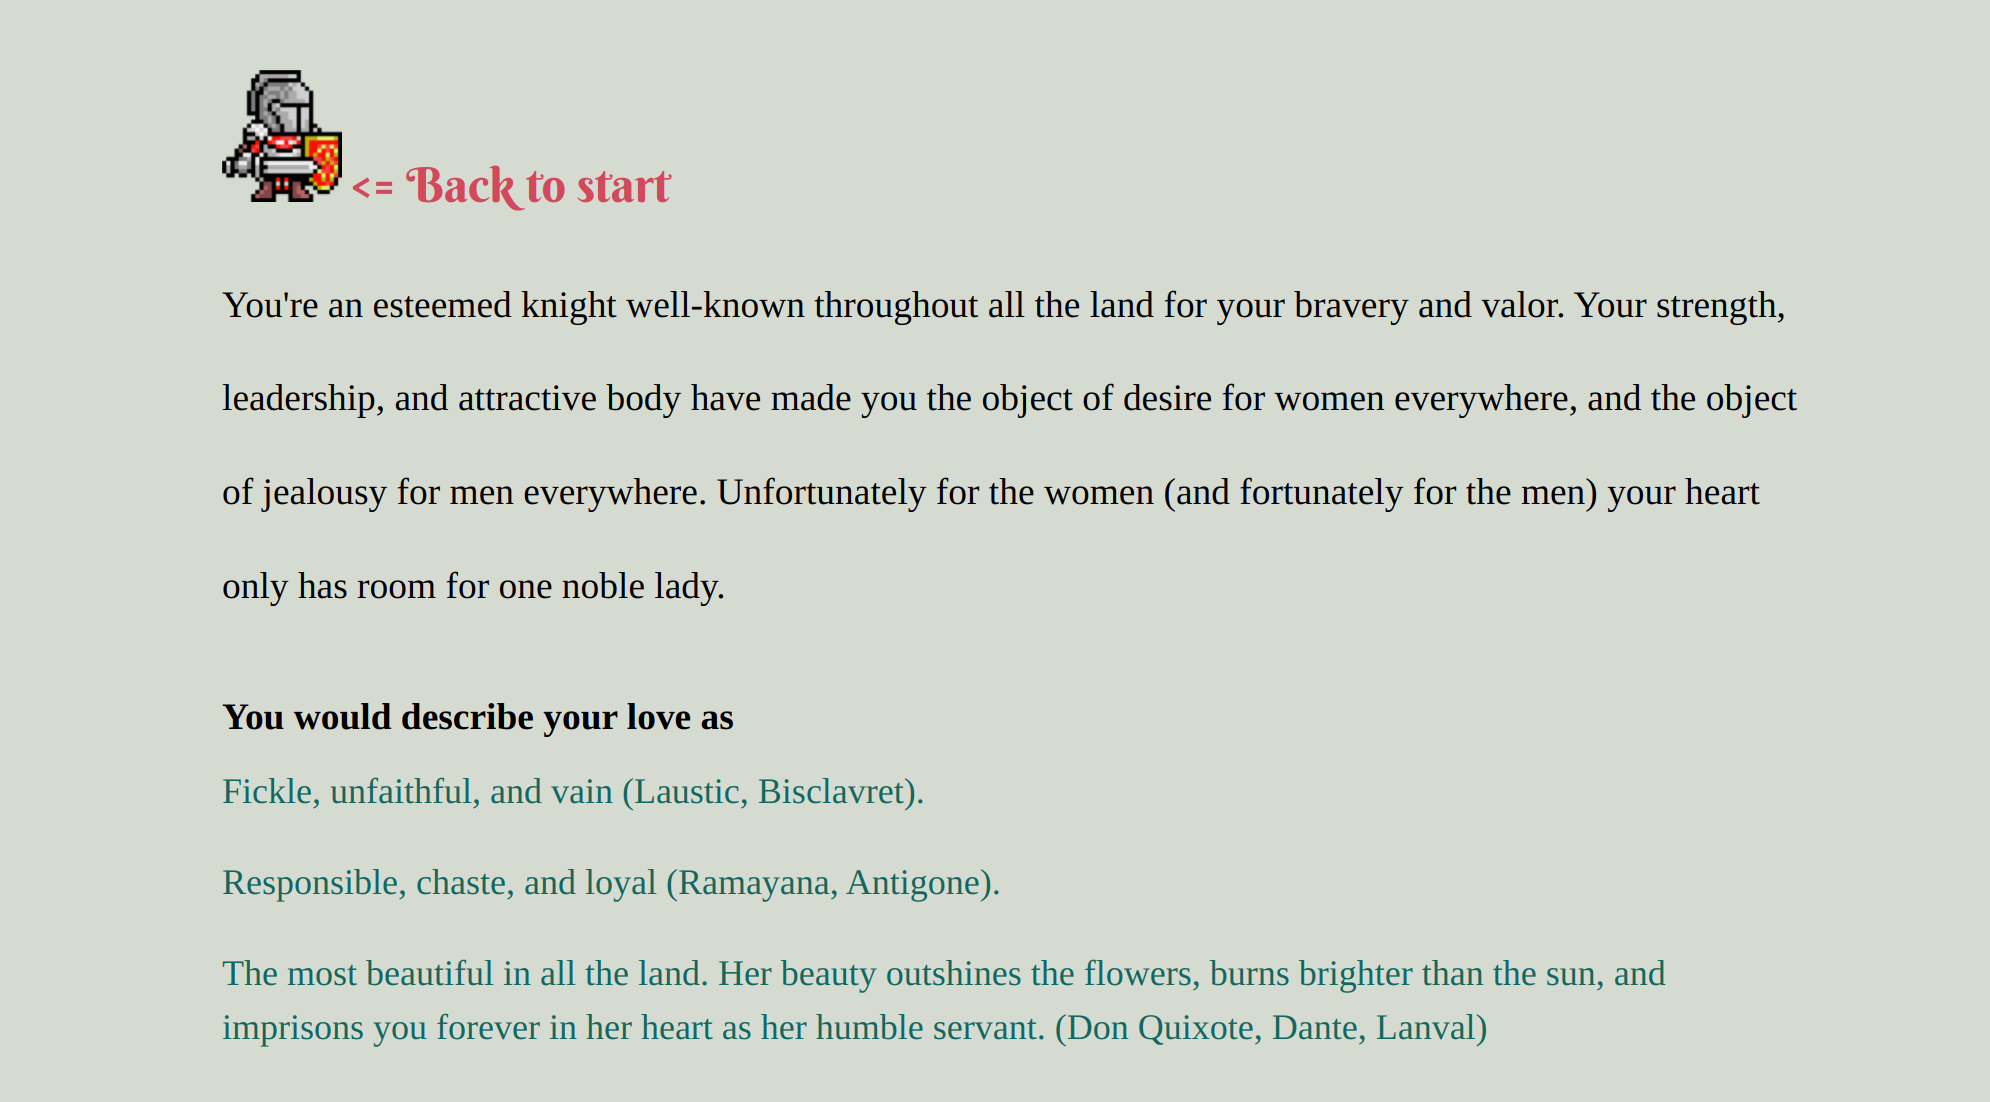 <= Back to start
You're an esteemed knight well-known throughout all the land for your bravery and valor. Your strength,
leadership, and attractive body have made you the object of desire for women everywhere, and the object
of jealousy for men everywhere. Unfortunately for the women (and fortunately for the men) your heart
only has room for one noble lady.
You would describe your love as
Fickle, unfaithful, and vain (Laustic, Bisclavret).
Responsible, chaste, and loyal (Ramayana, Antigone).
The most beautiful in all the land. Her beauty outshines the flowers, burns brighter than the sun, and
imprisons you forever in her heart as her humble servant. (Don Quixote, Dante, Lanval)